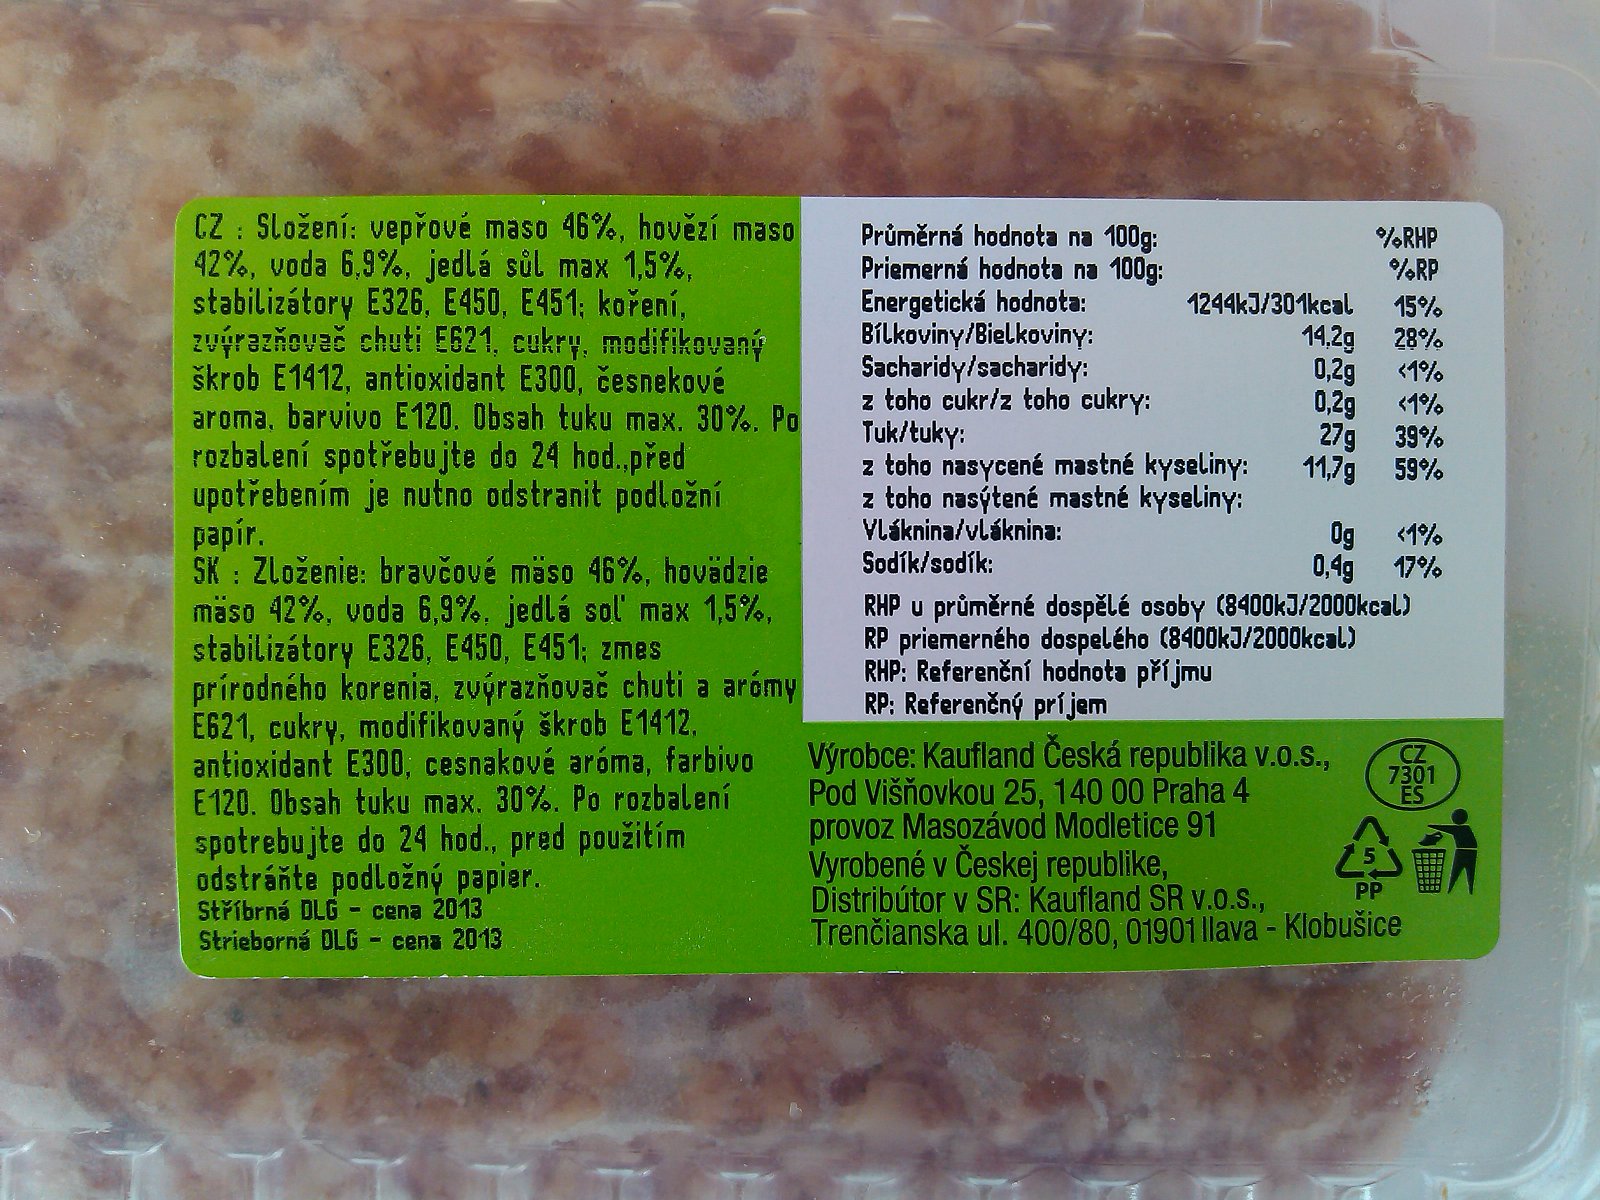 CZ : Složení: vepřové maso 46%, hovězí maso
42%, voda 6,9%, jedlá sůl max 1,5%,
stabilizátory E326, E450, E451; koření,
zvýrazňovač chuti E621, cukry, modifikovaný
škrob E1412, antioxidant E300, česnekové
aroma, barvivo E120. Obsah tuku max. 30%. Po
rozbalení spotřebujte do 24 hod.,před
upotřebením je nutno odstranit podložní
papír.
SK : Zloženie: bravčové mäso 46%, hovädzie
mäso 42%, voda 6,9%, jedlá soľ max 1,5%,
stabilizátory E326, E450, E451; zmes
prírodného korenia, zvýrazňovač chuti a arómy
E621, cukry, modifikovaný škrob E1412,
antioxidant E300, cesnakové aróma, farbivo
E120. Obsah tuku max. 30%. Po rozbalení
spotrebujte do 24 hod., pred použitím
odstráňte podložný papier.
Stříbrná DLG - cena 2013
Strieborná DLG - cena 2013
Průměrná hodnota na 100g: %RHP
Priemerná hodnota na 100g: %RP
Energetická hodnota: 1244kJ/301kcal 15%
Bílkoviny/Bielkoviny: 14,2g 28%
Sacharidy/sacharidy: 0,2g <1%
z toho cukr/z toho cukry: 0,2g <1%
Tuk/tuky: 27g 39%
z toho nasycené mastné kyseliny: 11,7g 59%
z toho nasýtené mastné kyseliny:
Vláknina/vláknina: 0g <1%
Sodík/sodík: 0,4g 17%
RHP u průměrné dospělé osoby (8400kJ/2000kcal)
RP priemerného dospelého (8400kJ/2000kcal)
RHP: Referenční hodnota příjmu
RP: Referenčný príjem
Výrobce: Kaufland Česká republika v.o.s.,
Pod Višňovkou 25, 140 00 Praha 4
provoz Masozávod Modletice 91
Vyrobené v Českej republike,
Distribútor v SR: Kaufland SR v.o.s.,
Trenčianska ul. 400/80, 01901 Ilava - Klobušice
CZ
7301
ES
5
PP